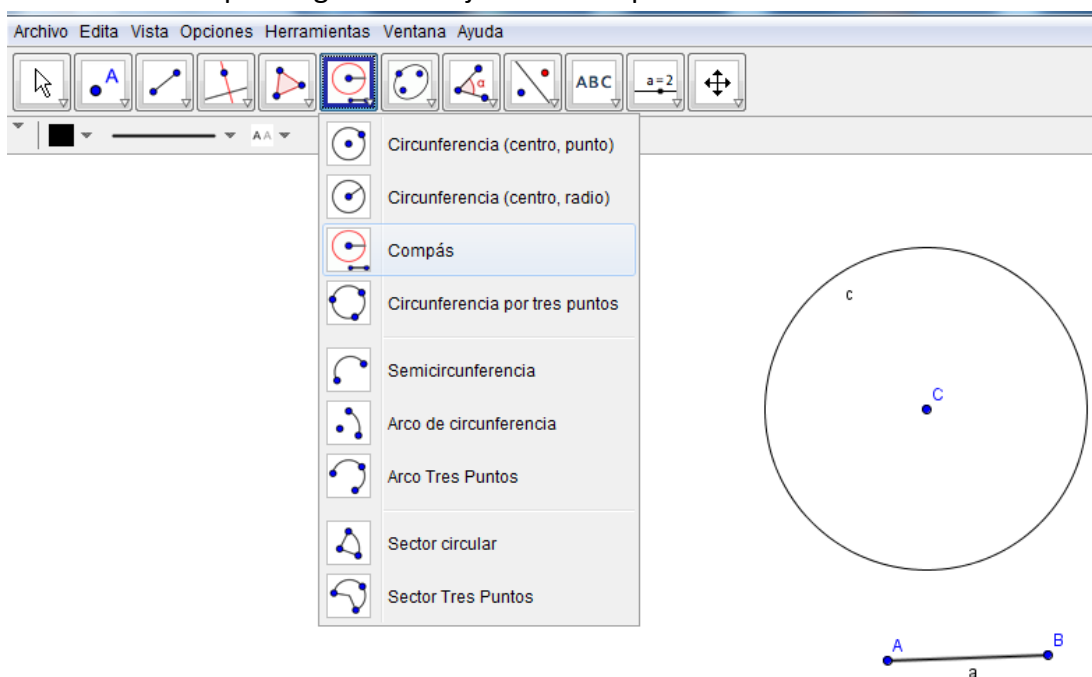 Archivo Edita Vista Opciones Herramientas Ventana Ayuda
A α ABC a=2
A A
Circunferencia (centro, punto)
Circunferencia (centro, radio)
Compás
Circunferencia por tres puntos
Semicircunferencia
Arco de circunferencia
Arco Tres Puntos
Sector circular
Sector Tres Puntos
c
C
A B
a